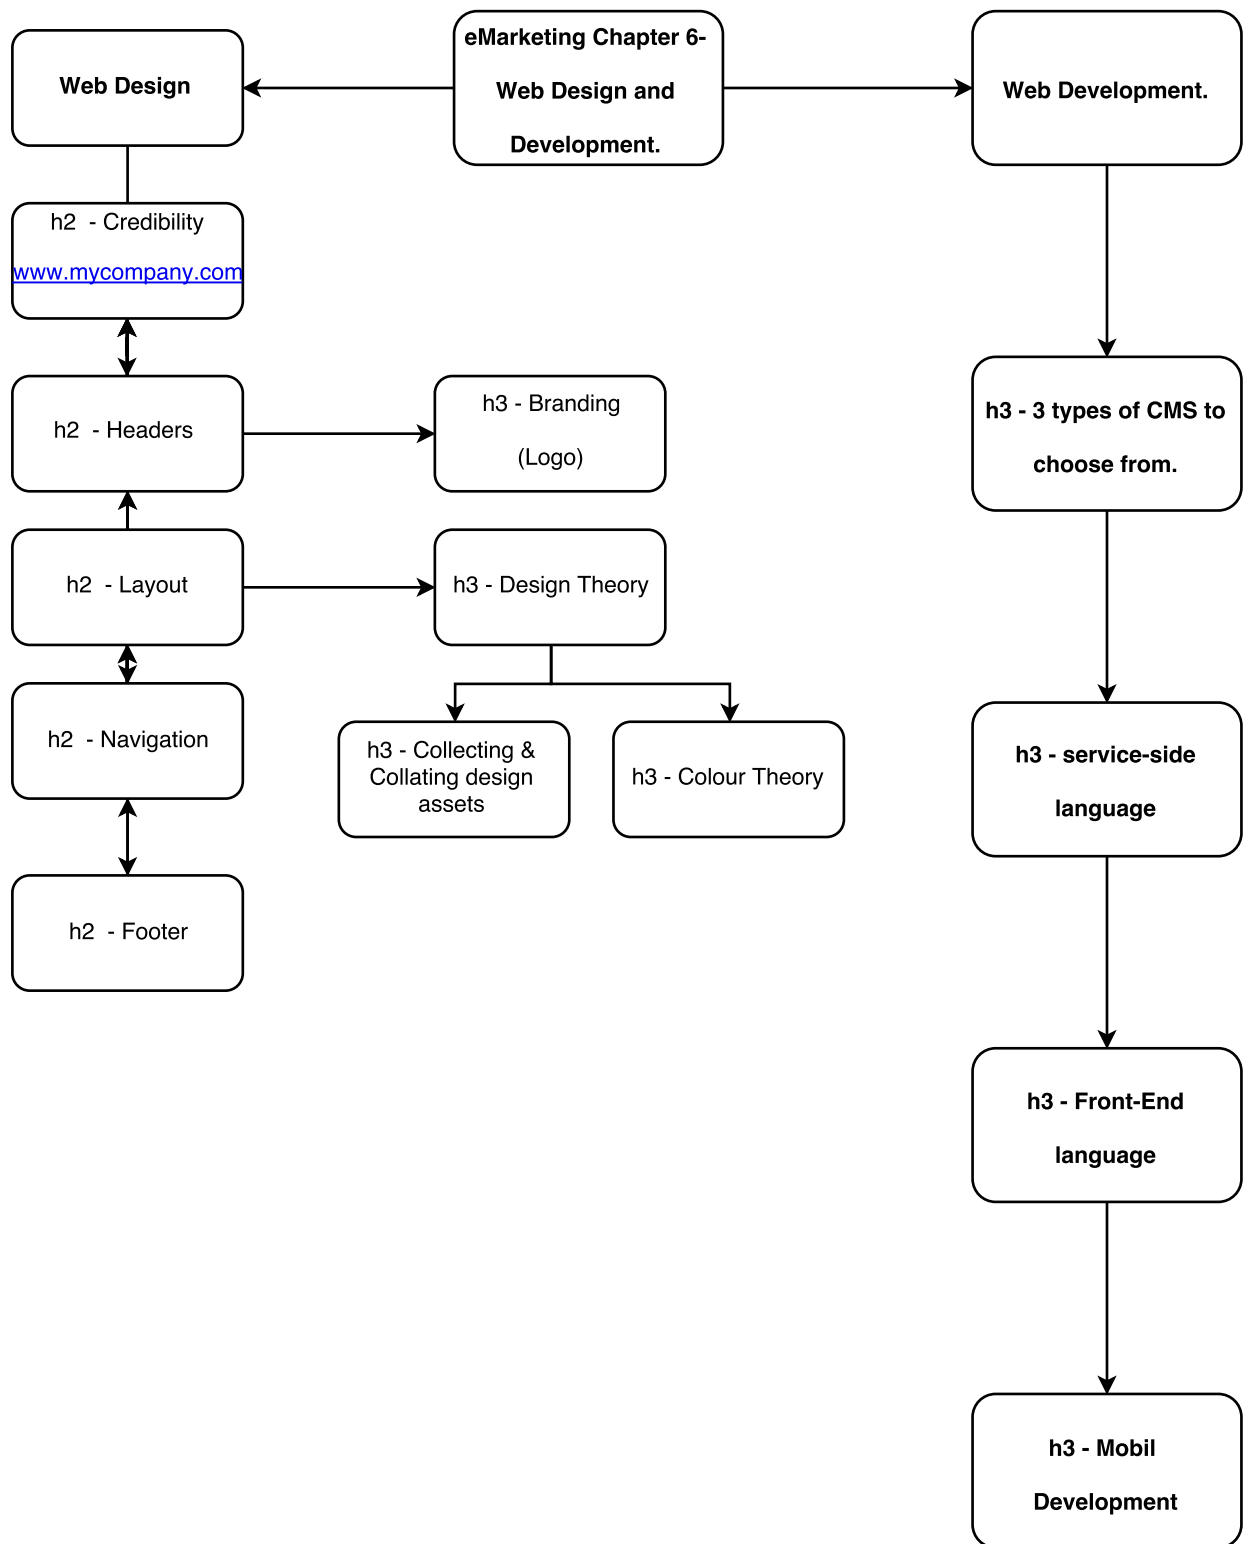 eMarketing Chapter 6-
Web Design and
Development.
Web Design
Web Development.
h2  - Credibility
www.mycompany.com
h2  - Headers
h3 - Branding
(Logo)
h3 - 3 types of CMS to
choose from.
h2  - Layout
h3 - Design Theory
h2  - Navigation
h3 - Collecting &
Collating design
assets
h3 - Colour Theory
h3 - service-side
language
h2  - Footer
h3 - Front-End
language
h3 - Mobil
Development